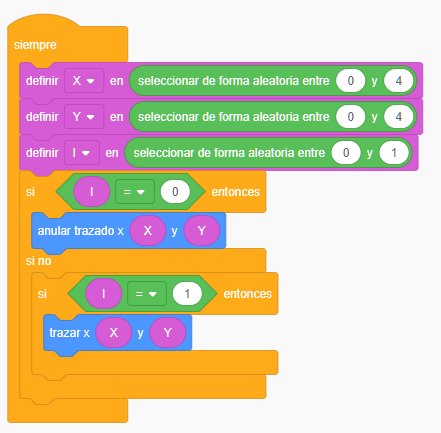 siempre
definir X en seleccionar de forma aleatoria entre 0 y 4
definir Y en seleccionar de forma aleatoria entre 0 y 4
definir I en seleccionar de forma aleatoria entre 0 y 1
si I = 0 entonces
anular trazado x X y Y
si no
si I = 1 entonces
trazar x X y Y